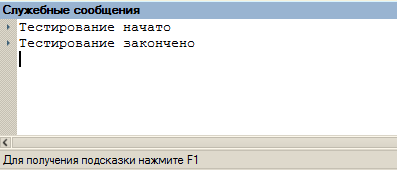 Служебные сообщения
Тестирование начато
Тестирование закончено
Для получения подсказки нажмите F1